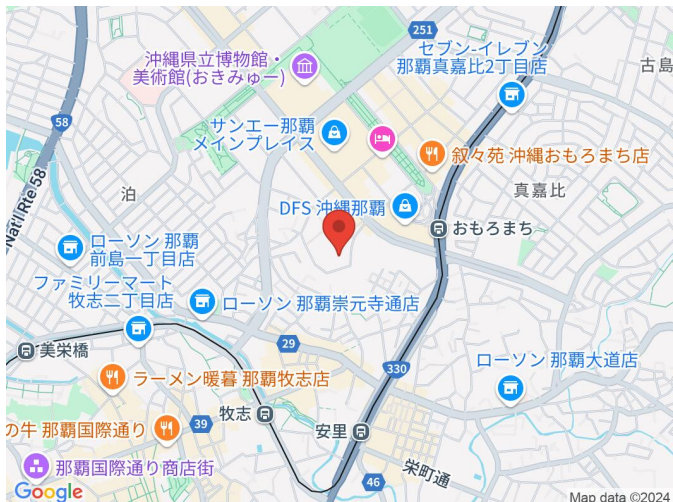 251
沖縄県立博物館・
美術館(おきみゅー)
セブン-イレブン
那覇真嘉比2丁目店
古島
58
サンエー那覇
メインプレイス
叙々苑 沖縄おもろまち店
Nat'l Rte 58
泊
真嘉比
DFS 沖縄那覇
おもろまち
ローソン 那覇
前島一丁目店
ファミリーマート
牧志二丁目店
ローソン 那覇崇元寺通店
美栄橋
29
330
ローソン 那覇大道店
ラーメン暖暮 那覇牧志店
牧志
の牛 那覇国際通り
39
安里
栄町通
那覇国際通り商店街
46
Google
Map data ©2024